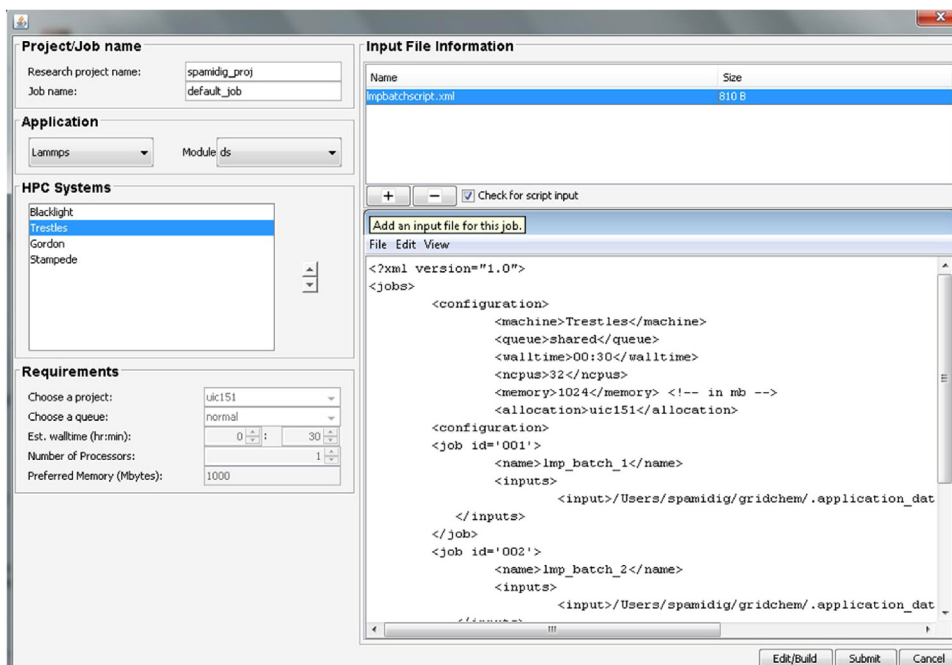 Project/Job name
Research project name: spamidig_proj
Job name: default_job
Application
Lammps Module ds
HPC Systems
Blacklight
Trestles
Gordon
Stampede
Requirements
Choose a project: uic151
Choose a queue: normal
Est. walltime (hr:min): 0 : 30
Number of Processors: 1
Preferred Memory (Mbytes): 1000
Input File Information
Name Size
lmpbatchscript.xml 810 B
+ − Check for script input
Add an input file for this job.
File Edit View
<?xml version="1.0">
<jobs>
<configuration>
<machine>Trestles</machine>
<queue>shared</queue>
<walltime>00:30</walltime>
<ncpus>32</ncpus>
<memory>1024</memory> <!-- in mb -->
<allocation>uic151</allocation>
<configuration>
<job id='001'>
<name>lmp_batch_1</name>
<inputs>
<input>/Users/spamidig/gridchem/.application_dat
</inputs>
</job>
<job id='002'>
<name>lmp_batch_2</name>
<inputs>
<input>/Users/spamidig/gridchem/.application_dat
Edit/Build Submit Cancel